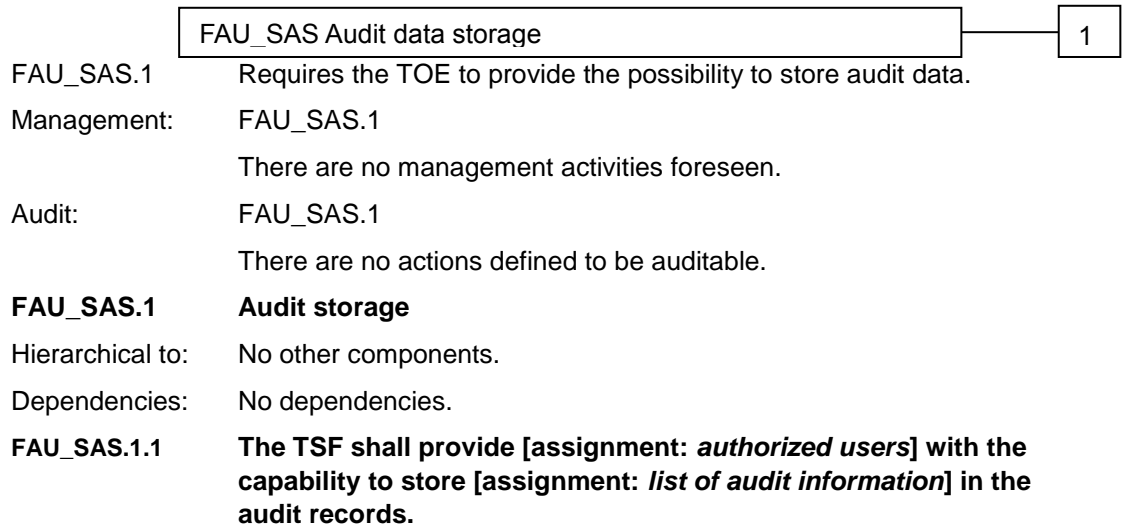 FAU_SAS Audit data storage 1
FAU_SAS.1 Requires the TOE to provide the possibility to store audit data.
Management: FAU_SAS.1
There are no management activities foreseen.
Audit: FAU_SAS.1
There are no actions defined to be auditable.
FAU_SAS.1 Audit storage
Hierarchical to: No other components.
Dependencies: No dependencies.
FAU_SAS.1.1 The TSF shall provide [assignment: authorized users] with the
capability to store [assignment: list of audit information] in the
audit records.